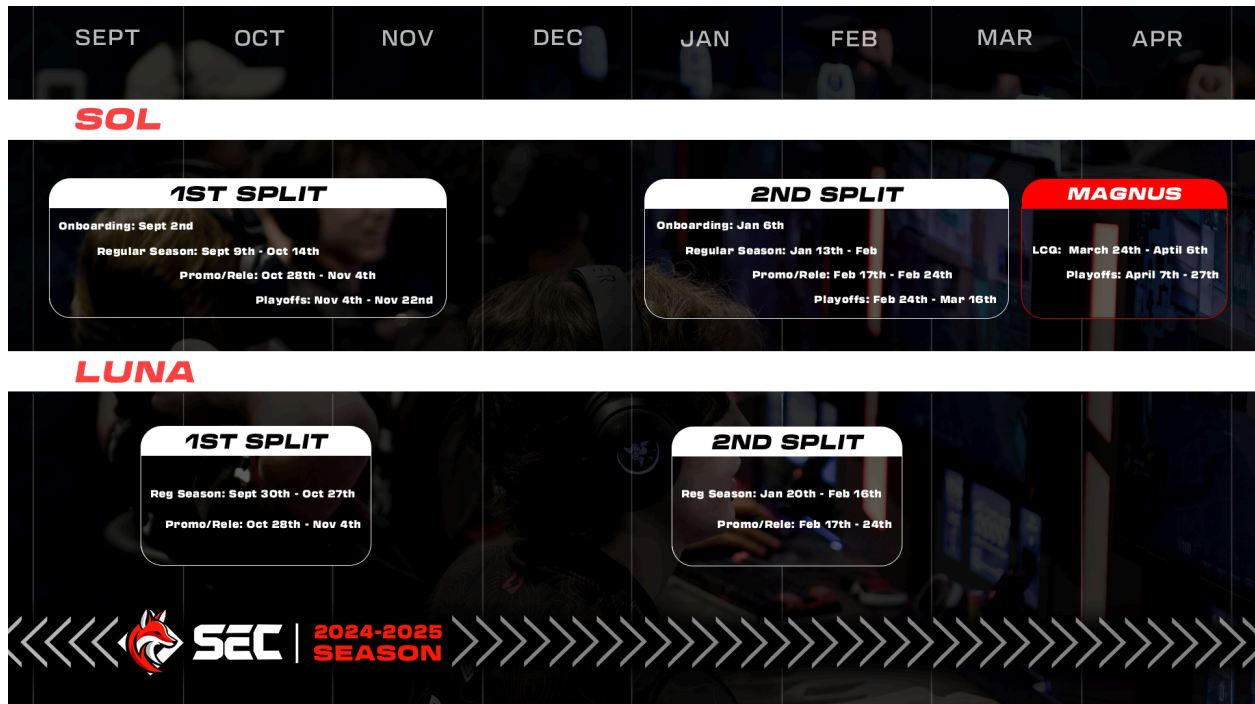 SEPT OCT NOV DEC JAN FEB MAR APR
SOL
1ST SPLIT
Onboarding: Sept 2nd
Regular Season: Sept 9th - Oct 14th
Promo/Rele: Oct 28th - Nov 4th
Playoffs: Nov 4th - Nov 22nd
2ND SPLIT
Onboarding: Jan 6th
Regular Season: Jan 13th - Feb
Promo/Rele: Feb 17th - Feb 24th
Playoffs: Feb 24th - Mar 16th
MAGNUS
LCQ: March 24th - Aptil 6th
Playoffs: April 7th - 27th
LUNA
1ST SPLIT
Reg Season: Sept 30th - Oct 27th
Promo/Rele: Oct 28th - Nov 4th
2ND SPLIT
Reg Season: Jan 20th - Feb 16th
Promo/Rele: Feb 17th - 24th
SEC
2024-2025
SEASON